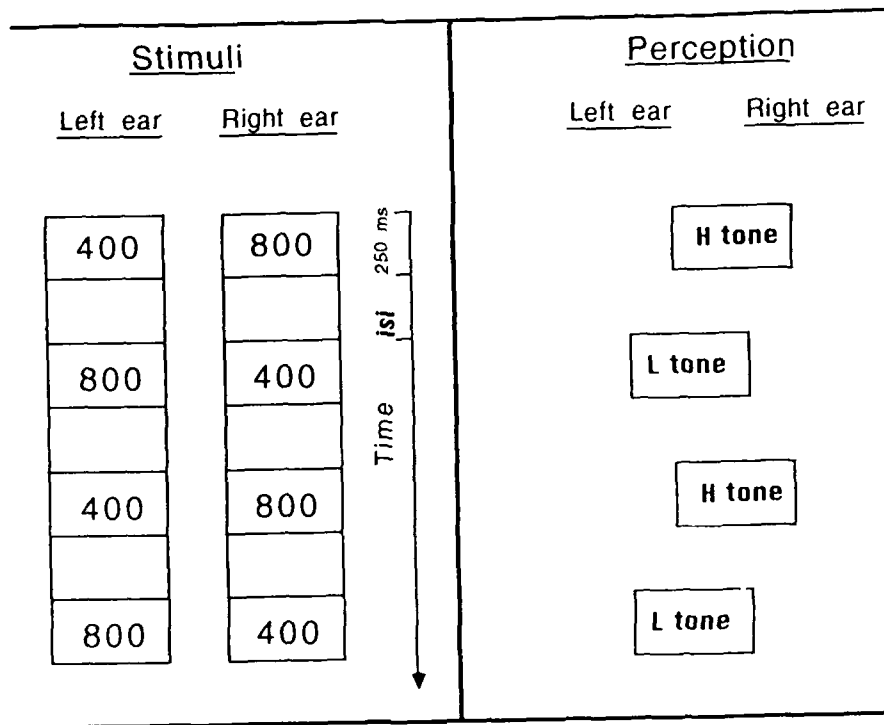 Stimuli
Left ear Right ear
400 800
800 400
400 800
800 400
250 ms
isi
Time
Perception
Left ear Right ear
H tone
L tone
H tone
L tone